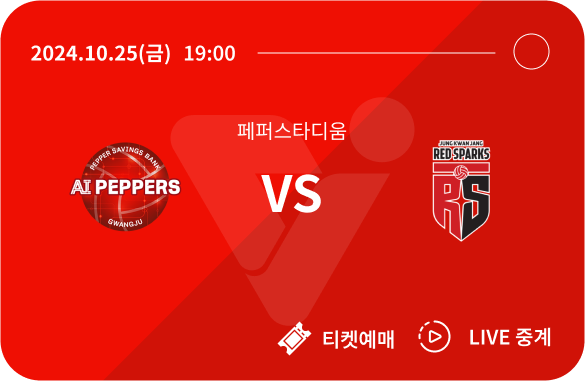 2024.10.25(금) 19:00
페퍼스타디움
PEPPER SAVINGS BANK
AI PEPPERS
GWANGJU
VS
JUNG KWAN JANG
RED SPARKS
RS
티켓예매
LIVE 중계